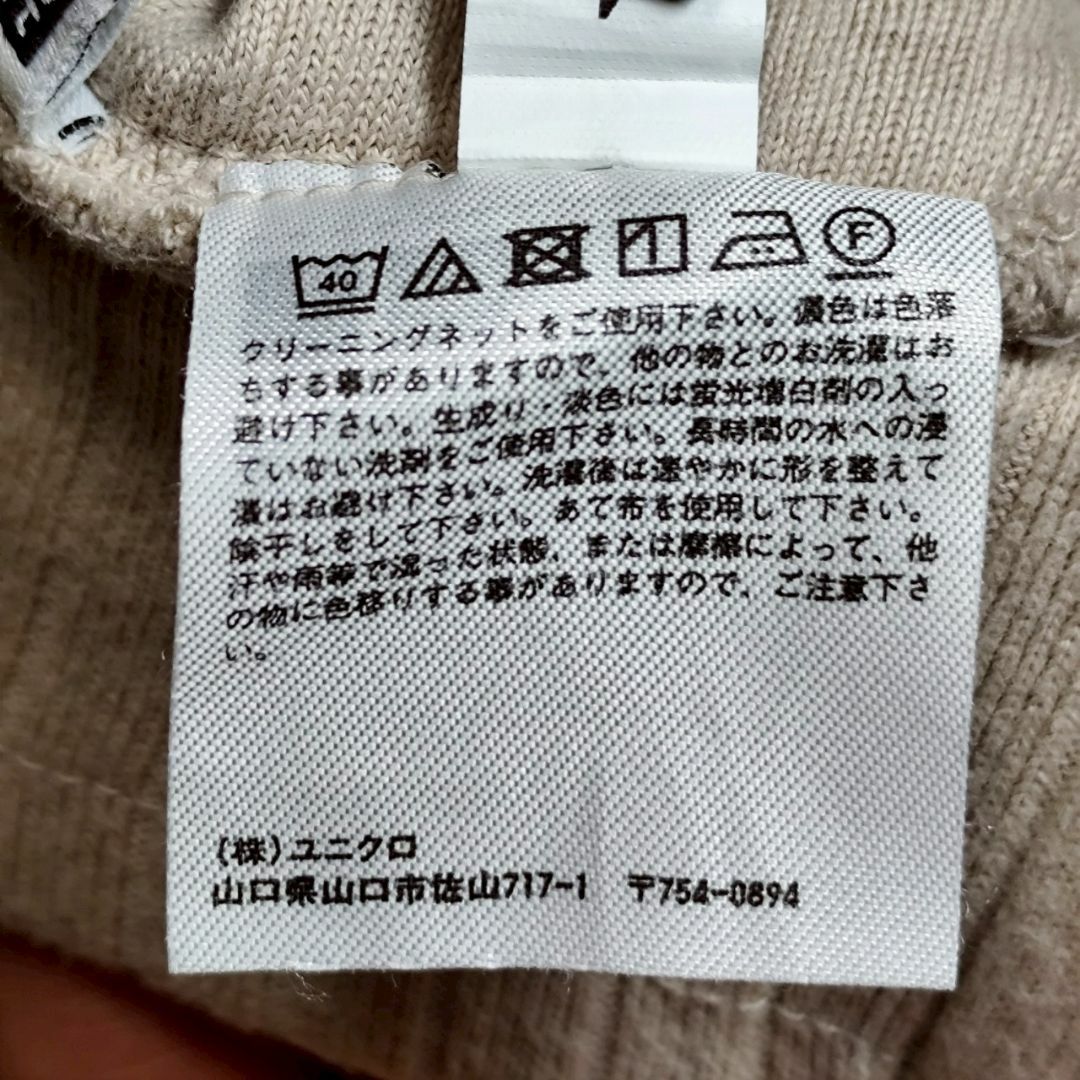 40 F
クリーニングネットをご使用下さい。濃色は色落
ちする事がありますので、他の物とのお洗濯はお
避け下さい。生成り・淡色には蛍光増白剤の入っ
ていない洗剤をご使用下さい。長時間の水への浸
漬はお避け下さい。洗濯後は速やかに形を整えて
陰干しをして下さい。あて布を使用して下さい。
汗や雨等で湿った状態、または摩擦によって、他
の物に色移りする事がありますので、ご注意下さ
い。
(株)ユニクロ
山口県山口市佐山717-1 〒754-0894